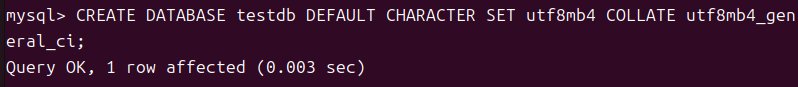 mysql> CREATE DATABASE testdb DEFAULT CHARACTER SET utf8mb4 COLLATE utf8mb4_gen
eral_ci;
Query OK, 1 row affected (0.003 sec)